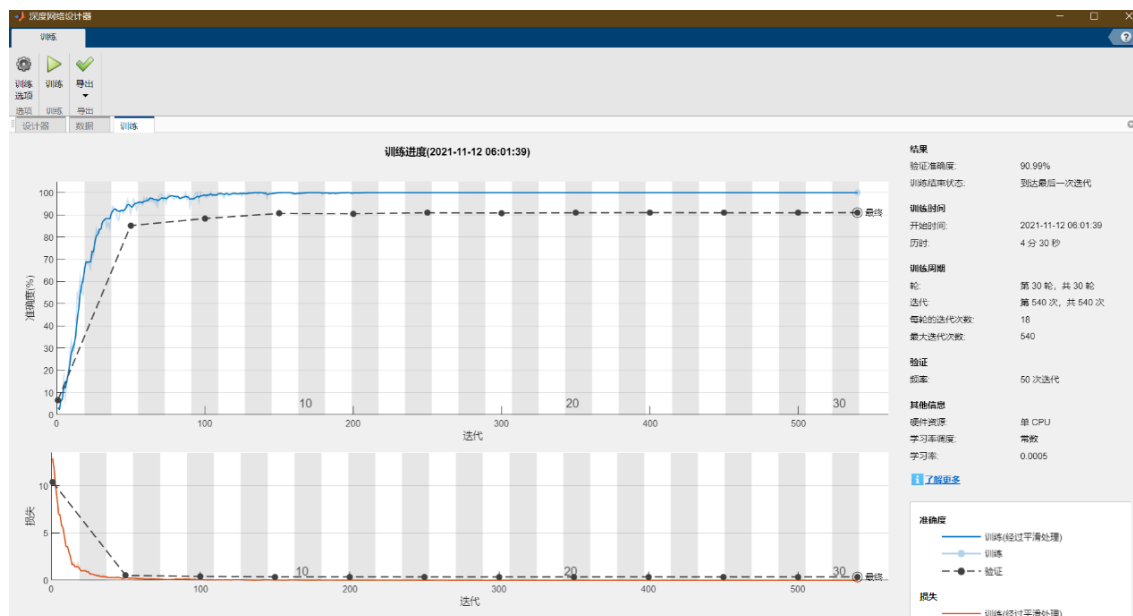 深度网络设计器
训练
训练选项
训练
导出
选项
训练
导出
设计器
数据
训练
训练进度(2021-11-12 06:01:39)
准确度(%)
100
90
80
70
60
50
40
30
20
10
0
10
20
30
最终
0
100
200
300
400
500
迭代
损失
10
5
0
10
20
30
最终
0
100
200
300
400
500
迭代
结果
验证准确度: 90.99%
训练结束状态: 到达最后一次迭代
训练时间
开始时间: 2021-11-12 06:01:39
历时: 4 分 30 秒
训练周期
轮: 第 30 轮，共 30 轮
迭代: 第 540 次，共 540 次
每轮的迭代次数: 18
最大迭代次数: 540
验证
频率: 50 次迭代
其他信息
硬件资源: 单 CPU
学习率调度: 常数
学习率: 0.0005
了解更多
准确度
训练(经过平滑处理)
训练
验证
损失
训练(经过平滑处理)